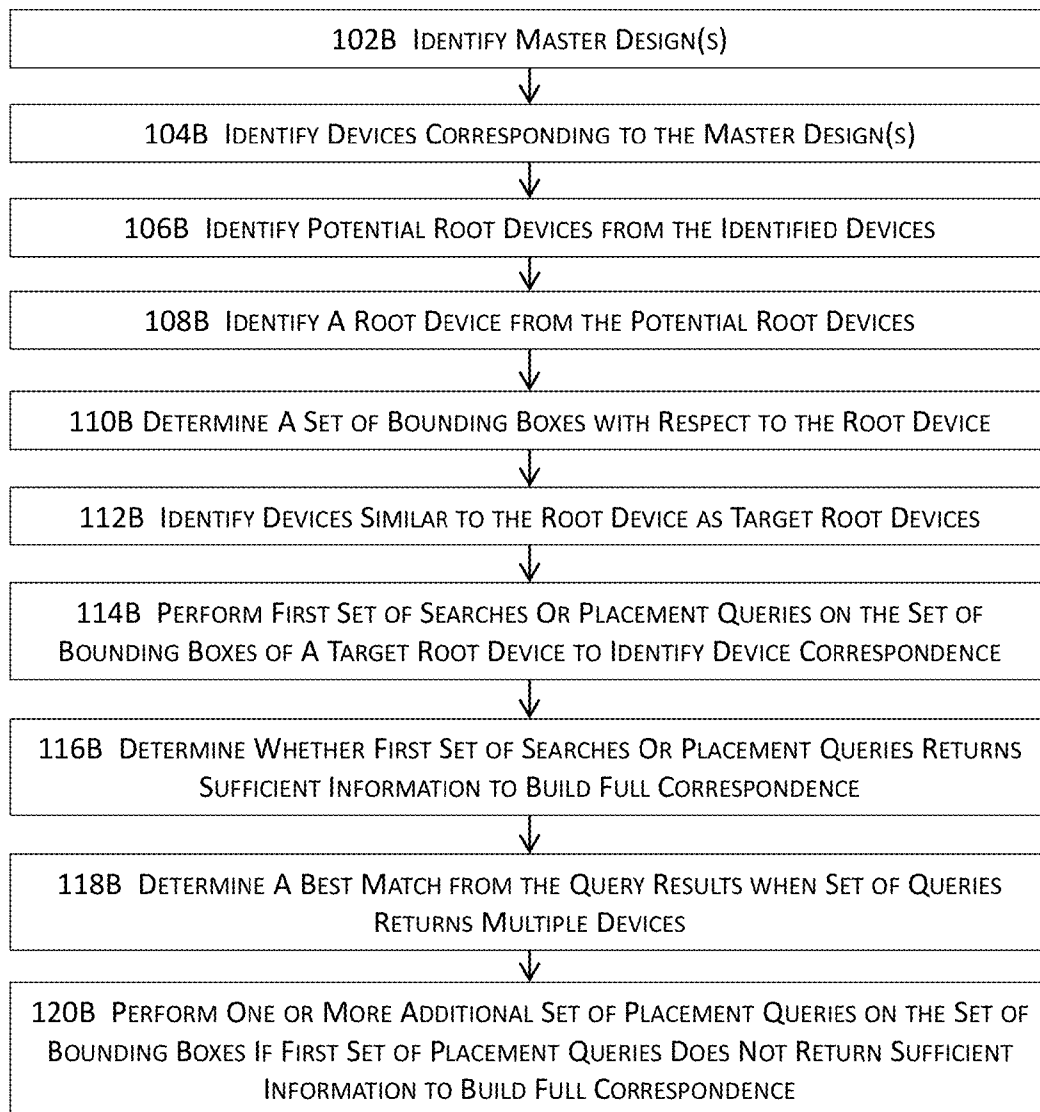 102B IDENTIFY MASTER DESIGN(S)
104B IDENTIFY DEVICES CORRESPONDING TO THE MASTER DESIGN(S)
106B IDENTIFY POTENTIAL ROOT DEVICES FROM THE IDENTIFIED DEVICES
108B IDENTIFY A ROOT DEVICE FROM THE POTENTIAL ROOT DEVICES
110B DETERMINE A SET OF BOUNDING BOXES WITH RESPECT TO THE ROOT DEVICE
112B IDENTIFY DEVICES SIMILAR TO THE ROOT DEVICE AS TARGET ROOT DEVICES
114B PERFORM FIRST SET OF SEARCHES OR PLACEMENT QUERIES ON THE SET OF
BOUNDING BOXES OF A TARGET ROOT DEVICE TO IDENTIFY DEVICE CORRESPONDENCE
116B DETERMINE WHETHER FIRST SET OF SEARCHES OR PLACEMENT QUERIES RETURNS
SUFFICIENT INFORMATION TO BUILD FULL CORRESPONDENCE
118B DETERMINE A BEST MATCH FROM THE QUERY RESULTS WHEN SET OF QUERIES
RETURNS MULTIPLE DEVICES
120B PERFORM ONE OR MORE ADDITIONAL SET OF PLACEMENT QUERIES ON THE SET OF
BOUNDING BOXES IF FIRST SET OF PLACEMENT QUERIES DOES NOT RETURN SUFFICIENT
INFORMATION TO BUILD FULL CORRESPONDENCE